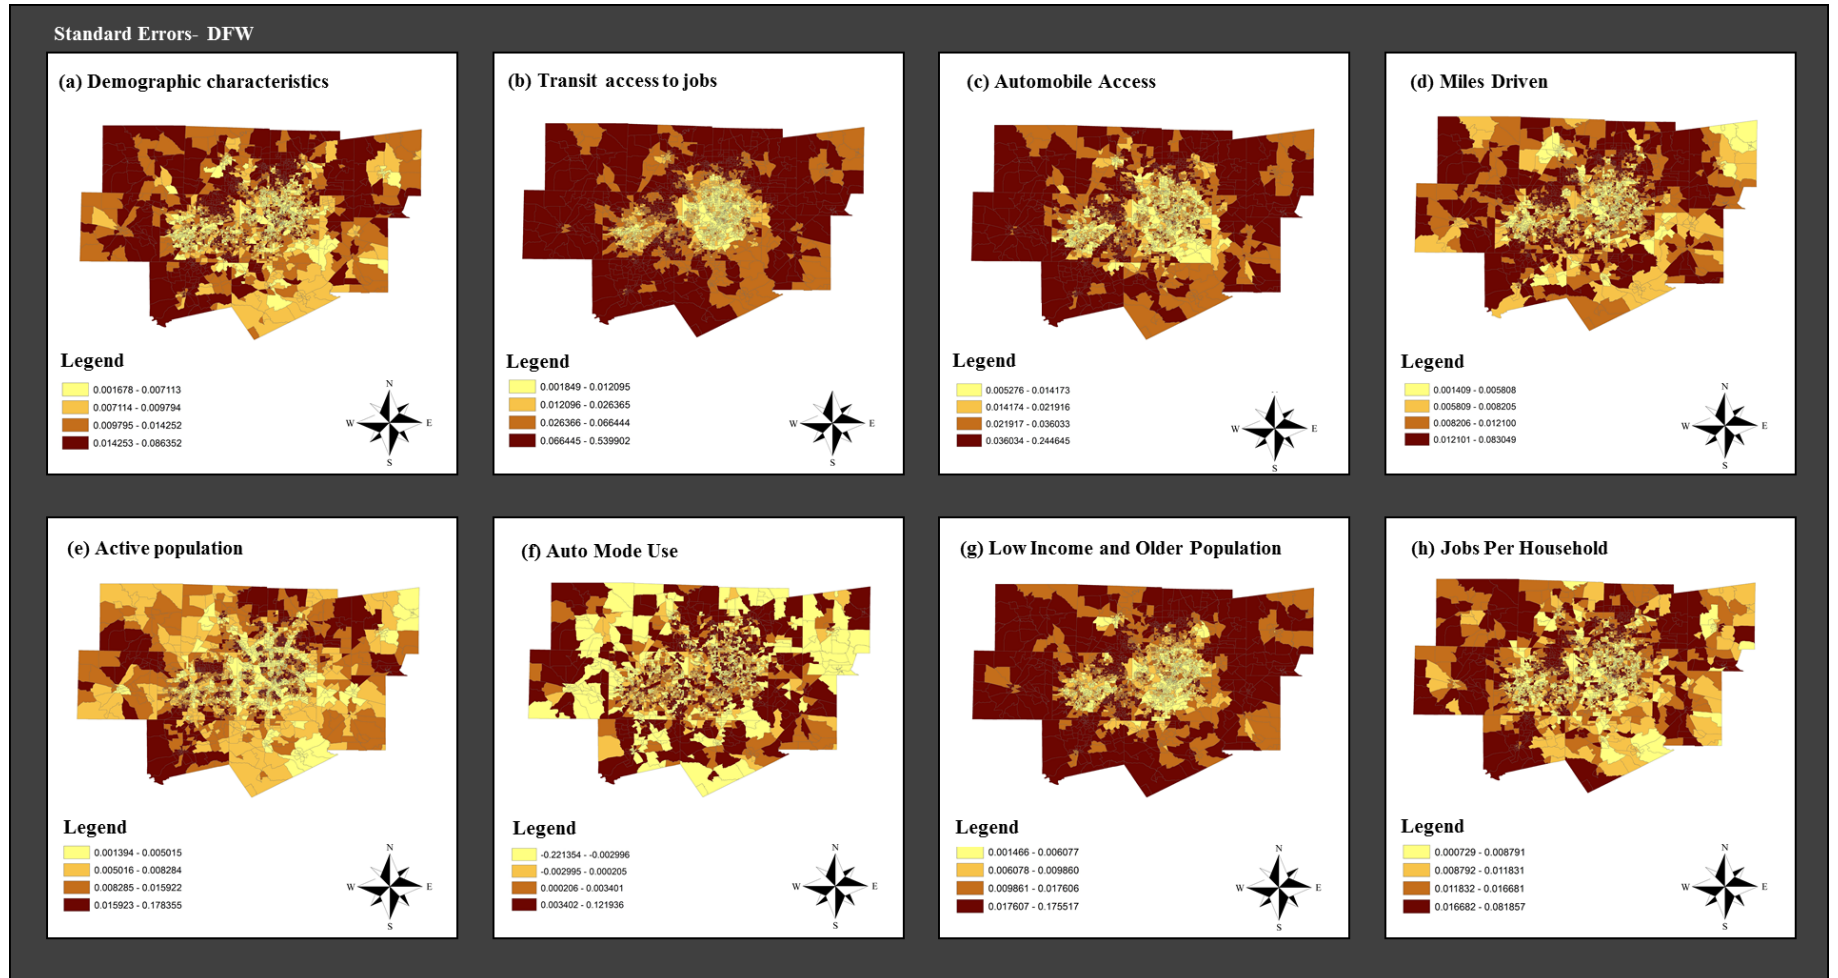 Standard Errors- DFW
(a) Demographic characteristics
Legend
0.001678 - 0.007113
0.007114 - 0.009794
0.009795 - 0.014252
0.014253 - 0.086352
N
W
E
S
(b) Transit access to jobs
Legend
0.001849 - 0.012095
0.012096 - 0.026365
0.026366 - 0.066444
0.066445 - 0.539902
W
E
S
(c) Automobile Access
Legend
0.005276 - 0.014173
0.014174 - 0.021916
0.021917 - 0.036033
0.036034 - 0.244645
W
E
S
(d) Miles Driven
Legend
0.001409 - 0.005808
0.005809 - 0.008205
0.008206 - 0.012100
0.012101 - 0.083049
N
W
E
S
(e) Active population
Legend
0.001394 - 0.005015
0.005016 - 0.008284
0.008285 - 0.015922
0.015923 - 0.178355
N
W
E
S
(f) Auto Mode Use
Legend
-0.221354 - -0.002996
-0.002995 - 0.000205
0.000206 - 0.003401
0.003402 - 0.121936
N
W
E
S
(g) Low Income and Older Population
Legend
0.001466 - 0.006077
0.006078 - 0.009860
0.009861 - 0.017606
0.017607 - 0.175517
N
W
E
S
(h) Jobs Per Household
Legend
0.000729 - 0.008791
0.008792 - 0.011831
0.011832 - 0.016681
0.016682 - 0.081857
N
W
E
S